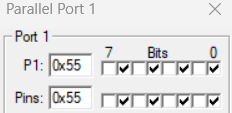 Parallel Port 1
Port 1
7 Bits 0
P1: 0x55
Pins: 0x55